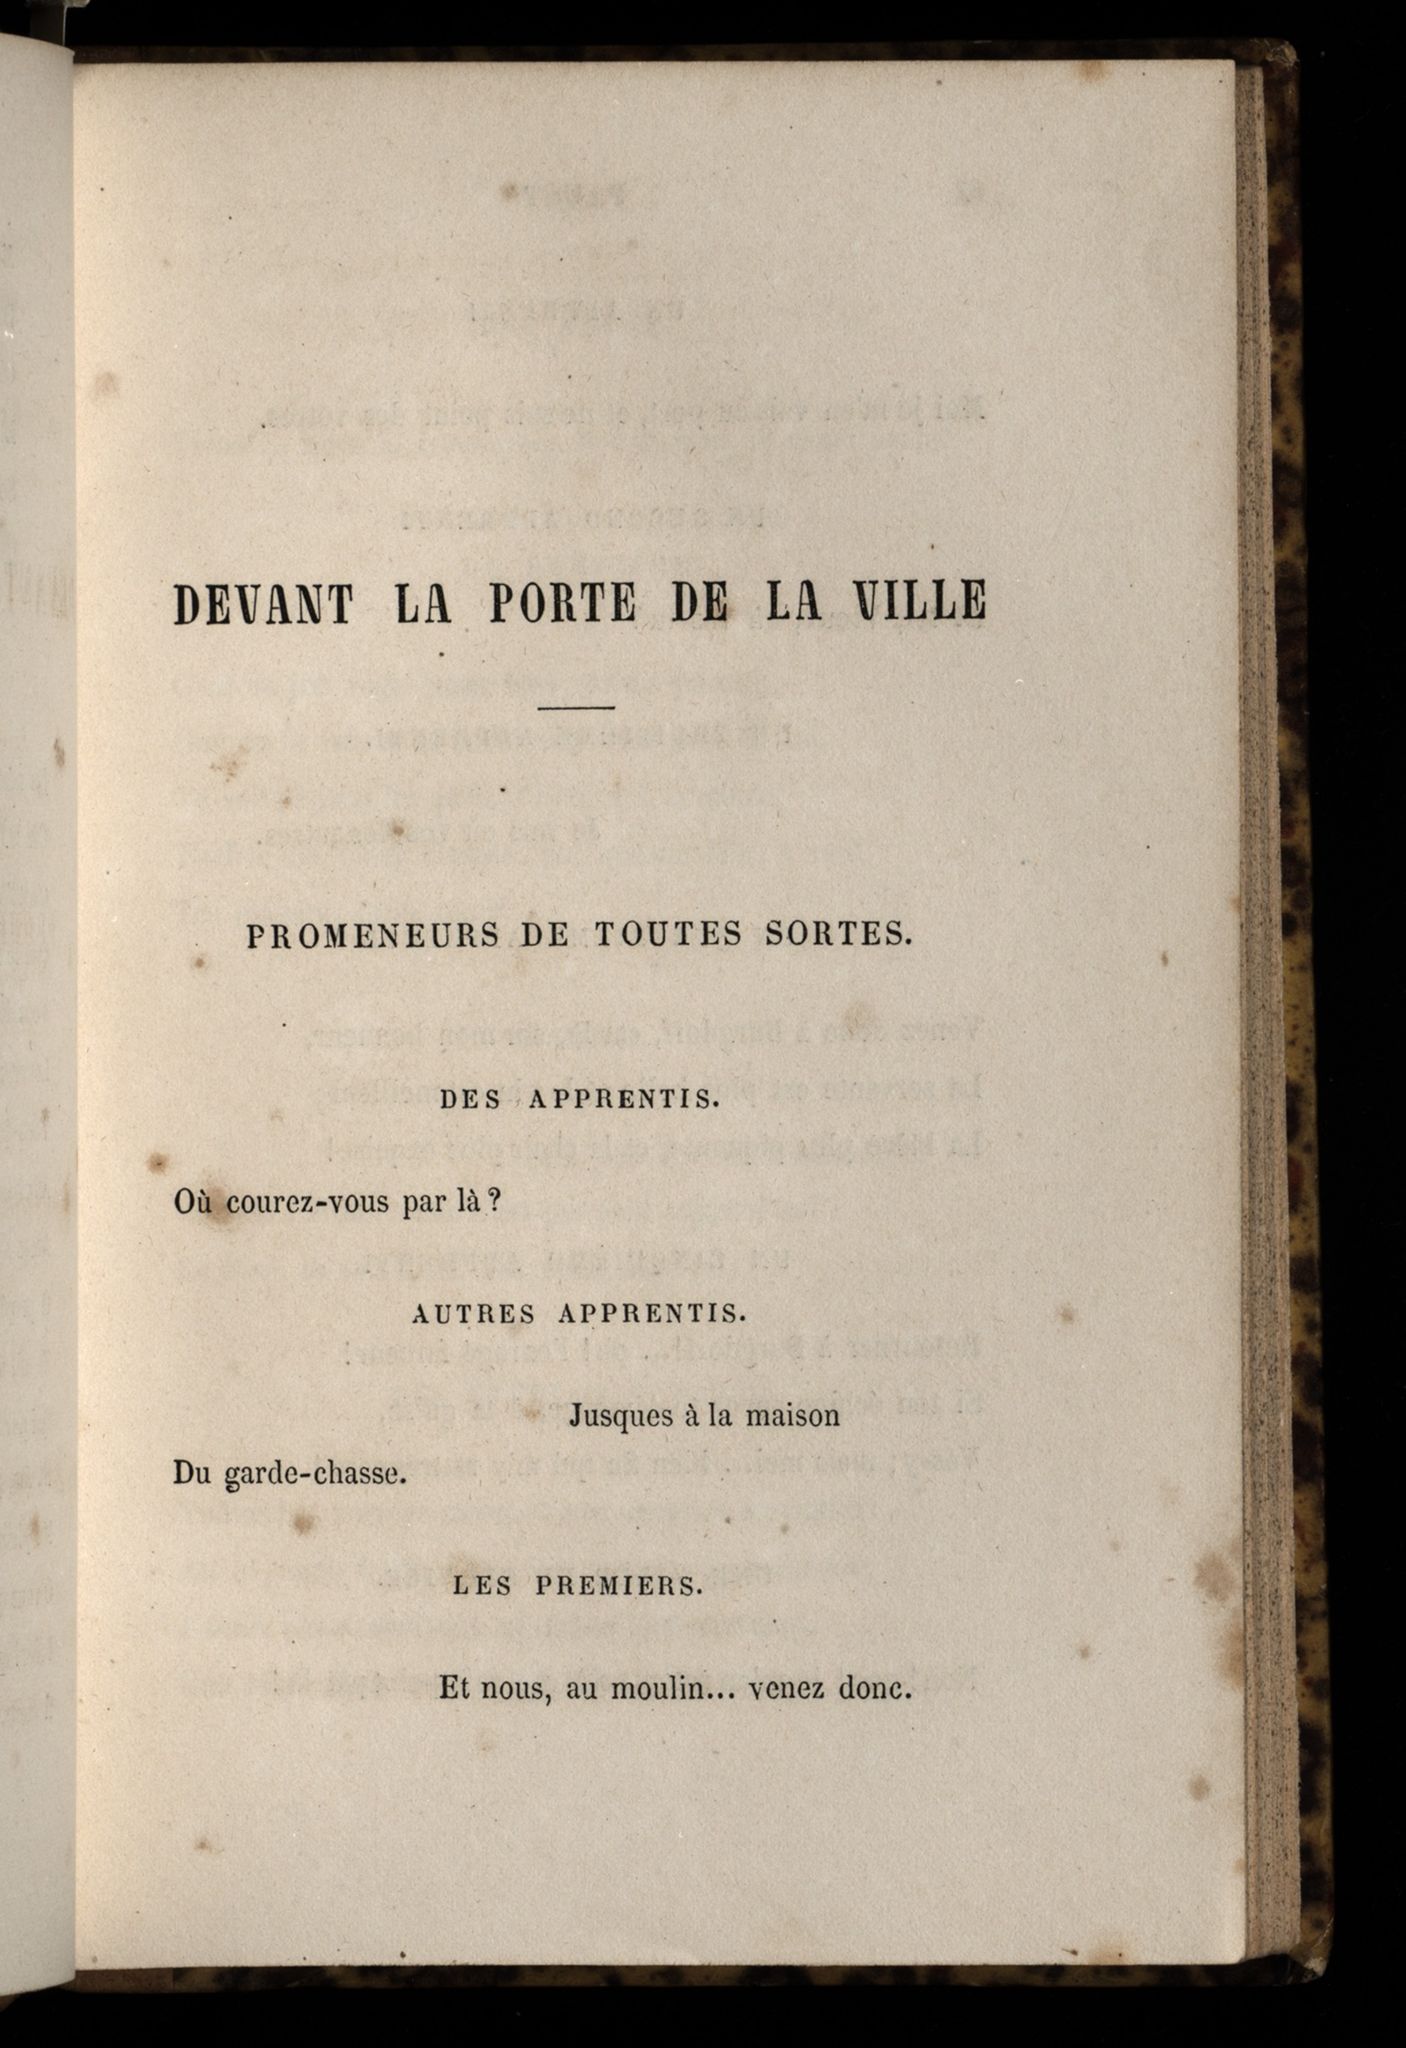 DEVANT LA PORTE DE LA VILLE
PROMENEURS DE TOUTES SORTES.
DES APPRENTIS.
Où courez-vous par là ?
AUTRES APPRENTIS.
Jusques à la maison
Du garde-chasse.
LES PREMIERS.
Et nous, au moulin... venez donc.